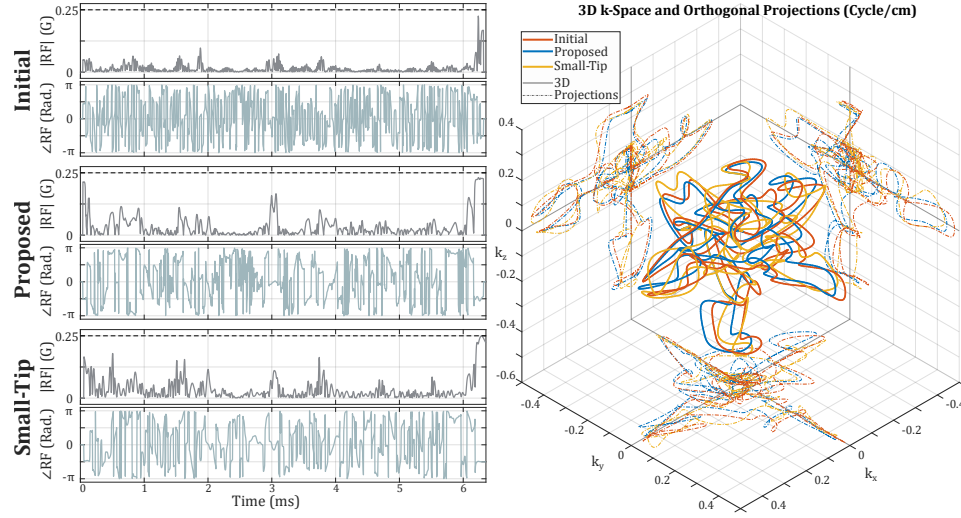 3D k-Space and Orthogonal Projections (Cycle/cm)
Initial
Proposed
Small-Tip
3D
Projections
Initial
|RF| (G)
0.25
0
∠RF (Rad.)
π
0
-π
Proposed
|RF| (G)
0.25
0
∠RF (Rad.)
π
0
-π
Small-Tip
|RF| (G)
0.25
0
∠RF (Rad.)
π
0
-π
0 1 2 3 4 5 6
Time (ms)
0.4
0.2
0
-0.2
-0.4
-0.6
kz
-0.4
-0.2
0
0.2
0.4
ky
-0.4
-0.2
0
0.2
0.4
kx